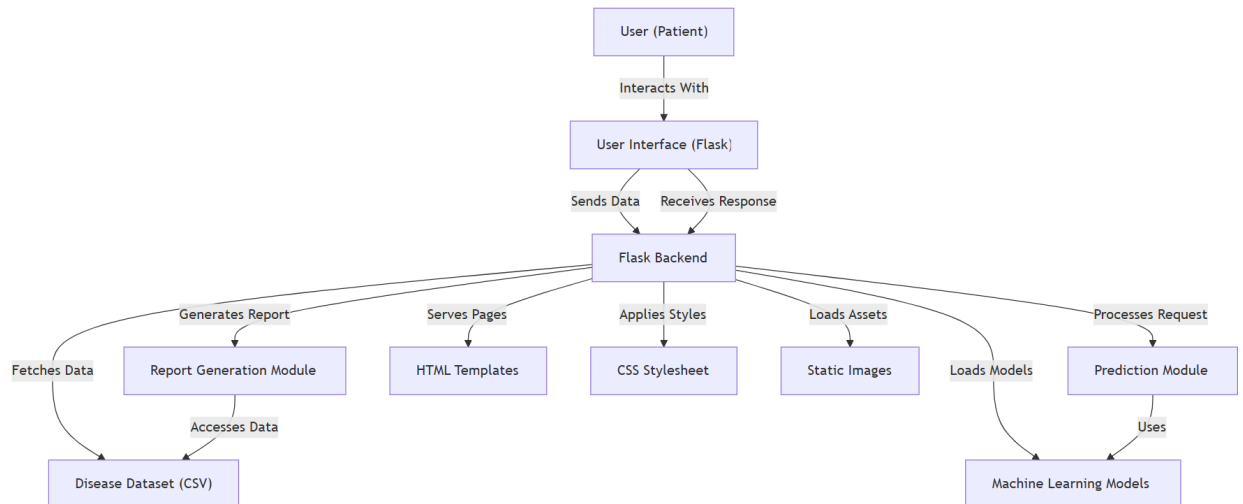 User (Patient)
Interacts With
User Interface (Flask)
Sends Data
Receives Response
Flask Backend
Generates Report
Serves Pages
Applies Styles
Loads Assets
Processes Request
Fetches Data
Report Generation Module
HTML Templates
CSS Stylesheet
Static Images
Loads Models
Prediction Module
Accesses Data
Uses
Disease Dataset (CSV)
Machine Learning Models